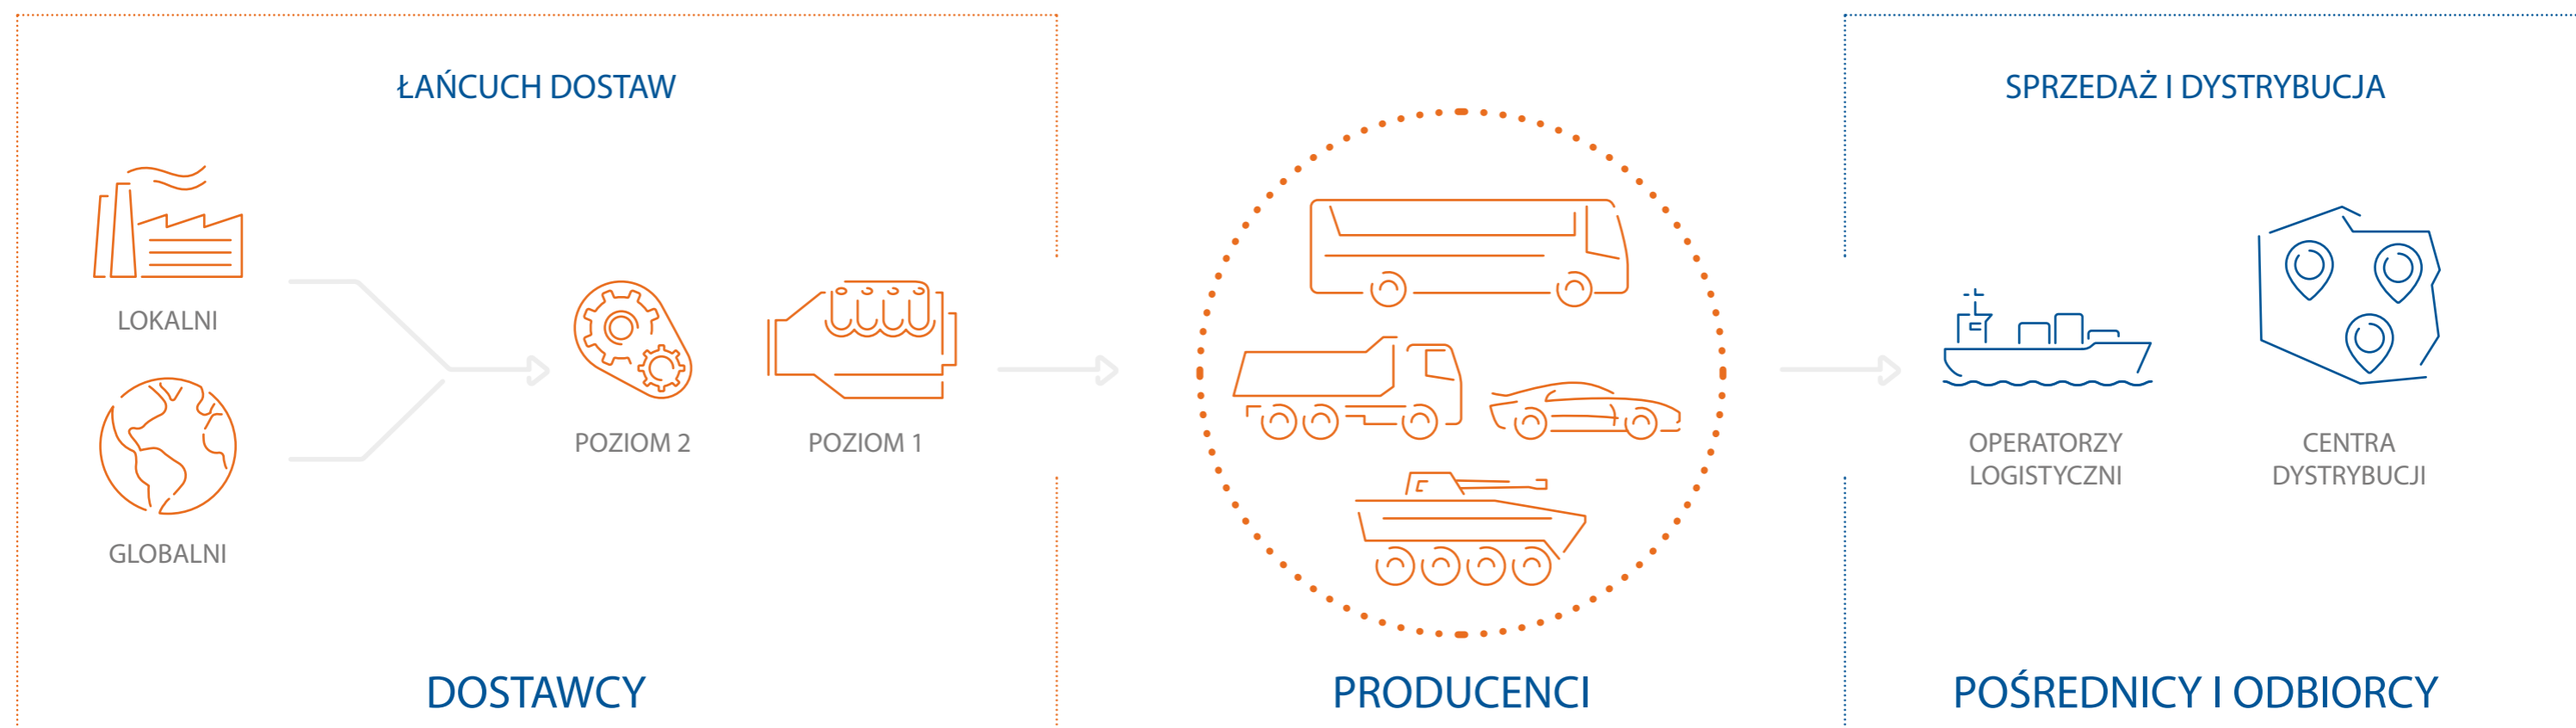 ŁAŃCUCH DOSTAW
LOKALNI
GLOBALNI
POZIOM 2
POZIOM 1
DOSTAWCY
PRODUCENCI
SPRZEDAŻ I DYSTRYBUCJA
OPERATORZY
LOGISTYCZNI
CENTRA
DYSTRYBUCJI
POŚREDNICY I ODBIORCY